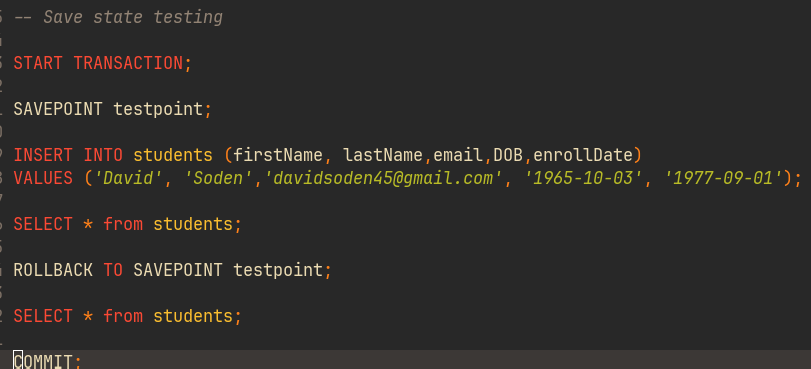 -- Save state testing
START TRANSACTION;
SAVEPOINT testpoint;
INSERT INTO students (firstName, lastName,email,DOB,enrollDate)
VALUES ('David', 'Soden','davidsoden45@gmail.com', '1965-10-03', '1977-09-01');
SELECT * from students;
ROLLBACK TO SAVEPOINT testpoint;
SELECT * from students;
COMMIT;